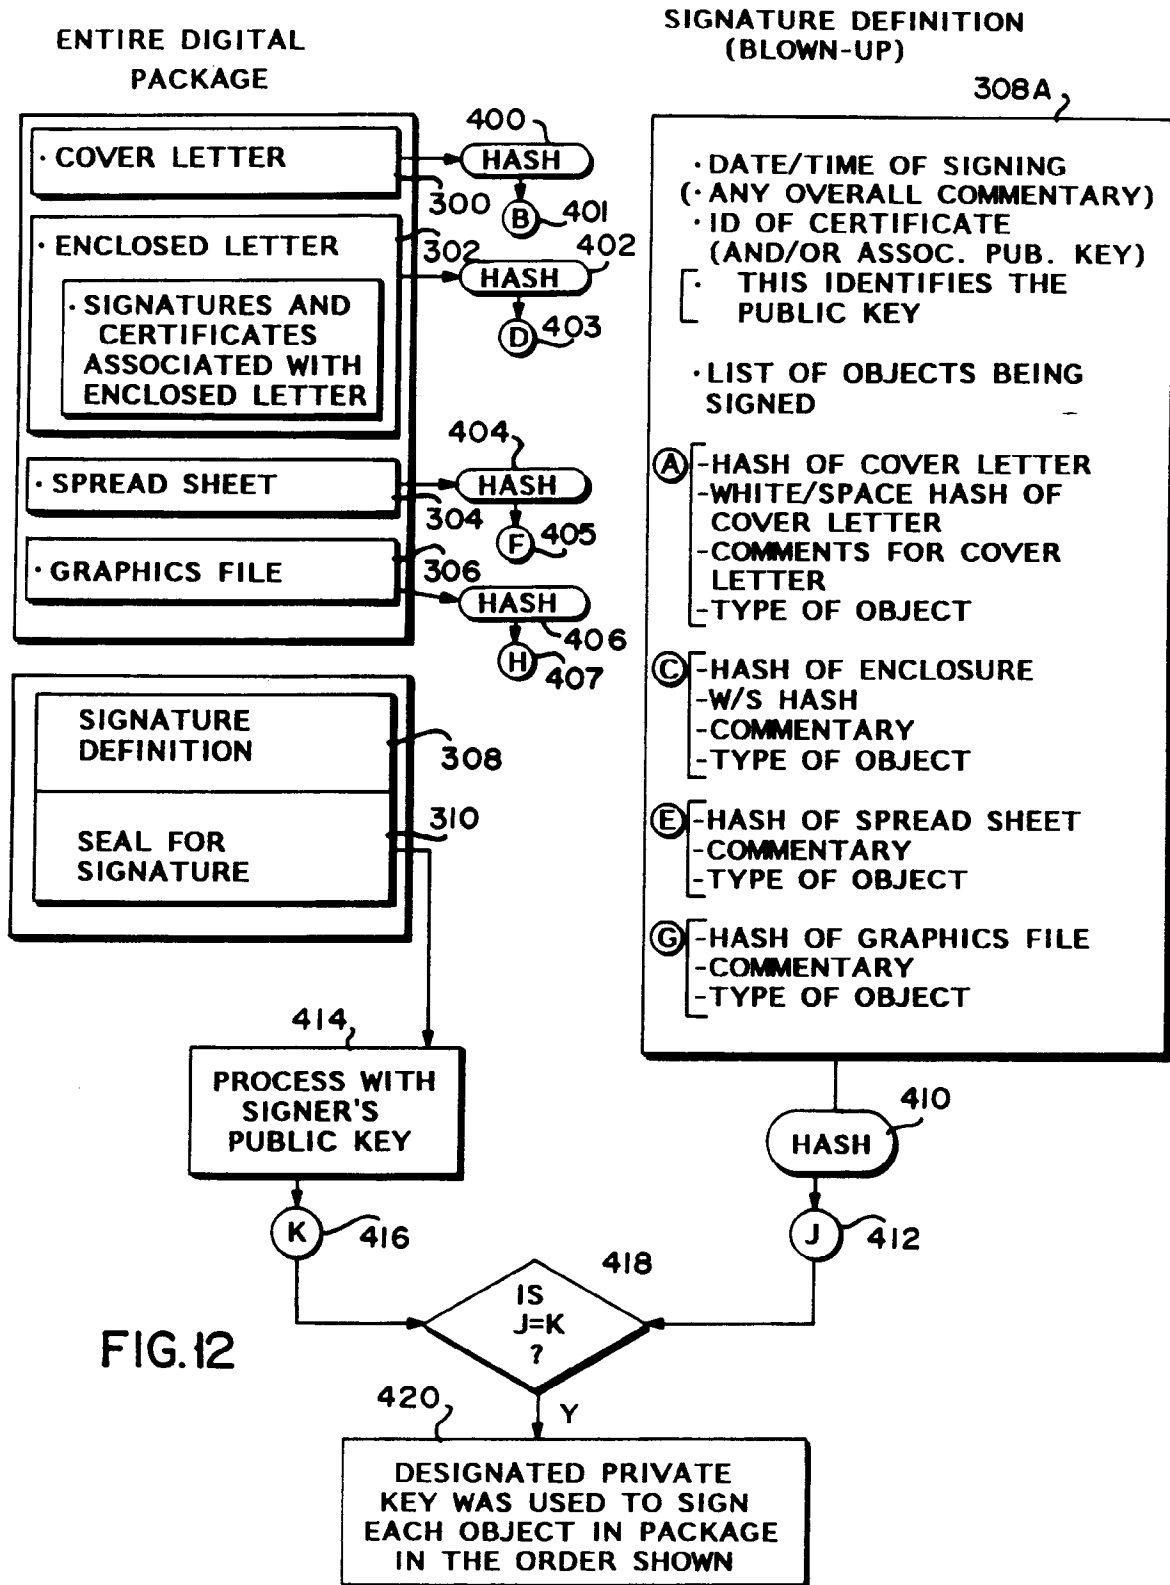 ENTIRE DIGITAL
PACKAGE
· COVER LETTER
300
400
HASH
B
401
· ENCLOSED LETTER
302
402
HASH
D
403
· SIGNATURES AND
CERTIFICATES
ASSOCIATED WITH
ENCLOSED LETTER
· SPREAD SHEET
304
404
HASH
F
405
· GRAPHICS FILE
306
HASH
406
H
407
SIGNATURE
DEFINITION
308
SEAL FOR
SIGNATURE
310
SIGNATURE DEFINITION
(BLOWN-UP)
308A
· DATE/TIME OF SIGNING
(· ANY OVERALL COMMENTARY)
· ID OF CERTIFICATE
(AND/OR ASSOC. PUB. KEY)
· THIS IDENTIFIES THE
PUBLIC KEY
· LIST OF OBJECTS BEING
SIGNED
A -HASH OF COVER LETTER
-WHITE/SPACE HASH OF
COVER LETTER
-COMMENTS FOR COVER
LETTER
-TYPE OF OBJECT
C -HASH OF ENCLOSURE
-W/S HASH
-COMMENTARY
-TYPE OF OBJECT
E -HASH OF SPREAD SHEET
-COMMENTARY
-TYPE OF OBJECT
G -HASH OF GRAPHICS FILE
-COMMENTARY
-TYPE OF OBJECT
414
PROCESS WITH
SIGNER'S
PUBLIC KEY
K
416
410
HASH
J
412
418
IS
J=K
?
Y
FIG.12
420
DESIGNATED PRIVATE
KEY WAS USED TO SIGN
EACH OBJECT IN PACKAGE
IN THE ORDER SHOWN